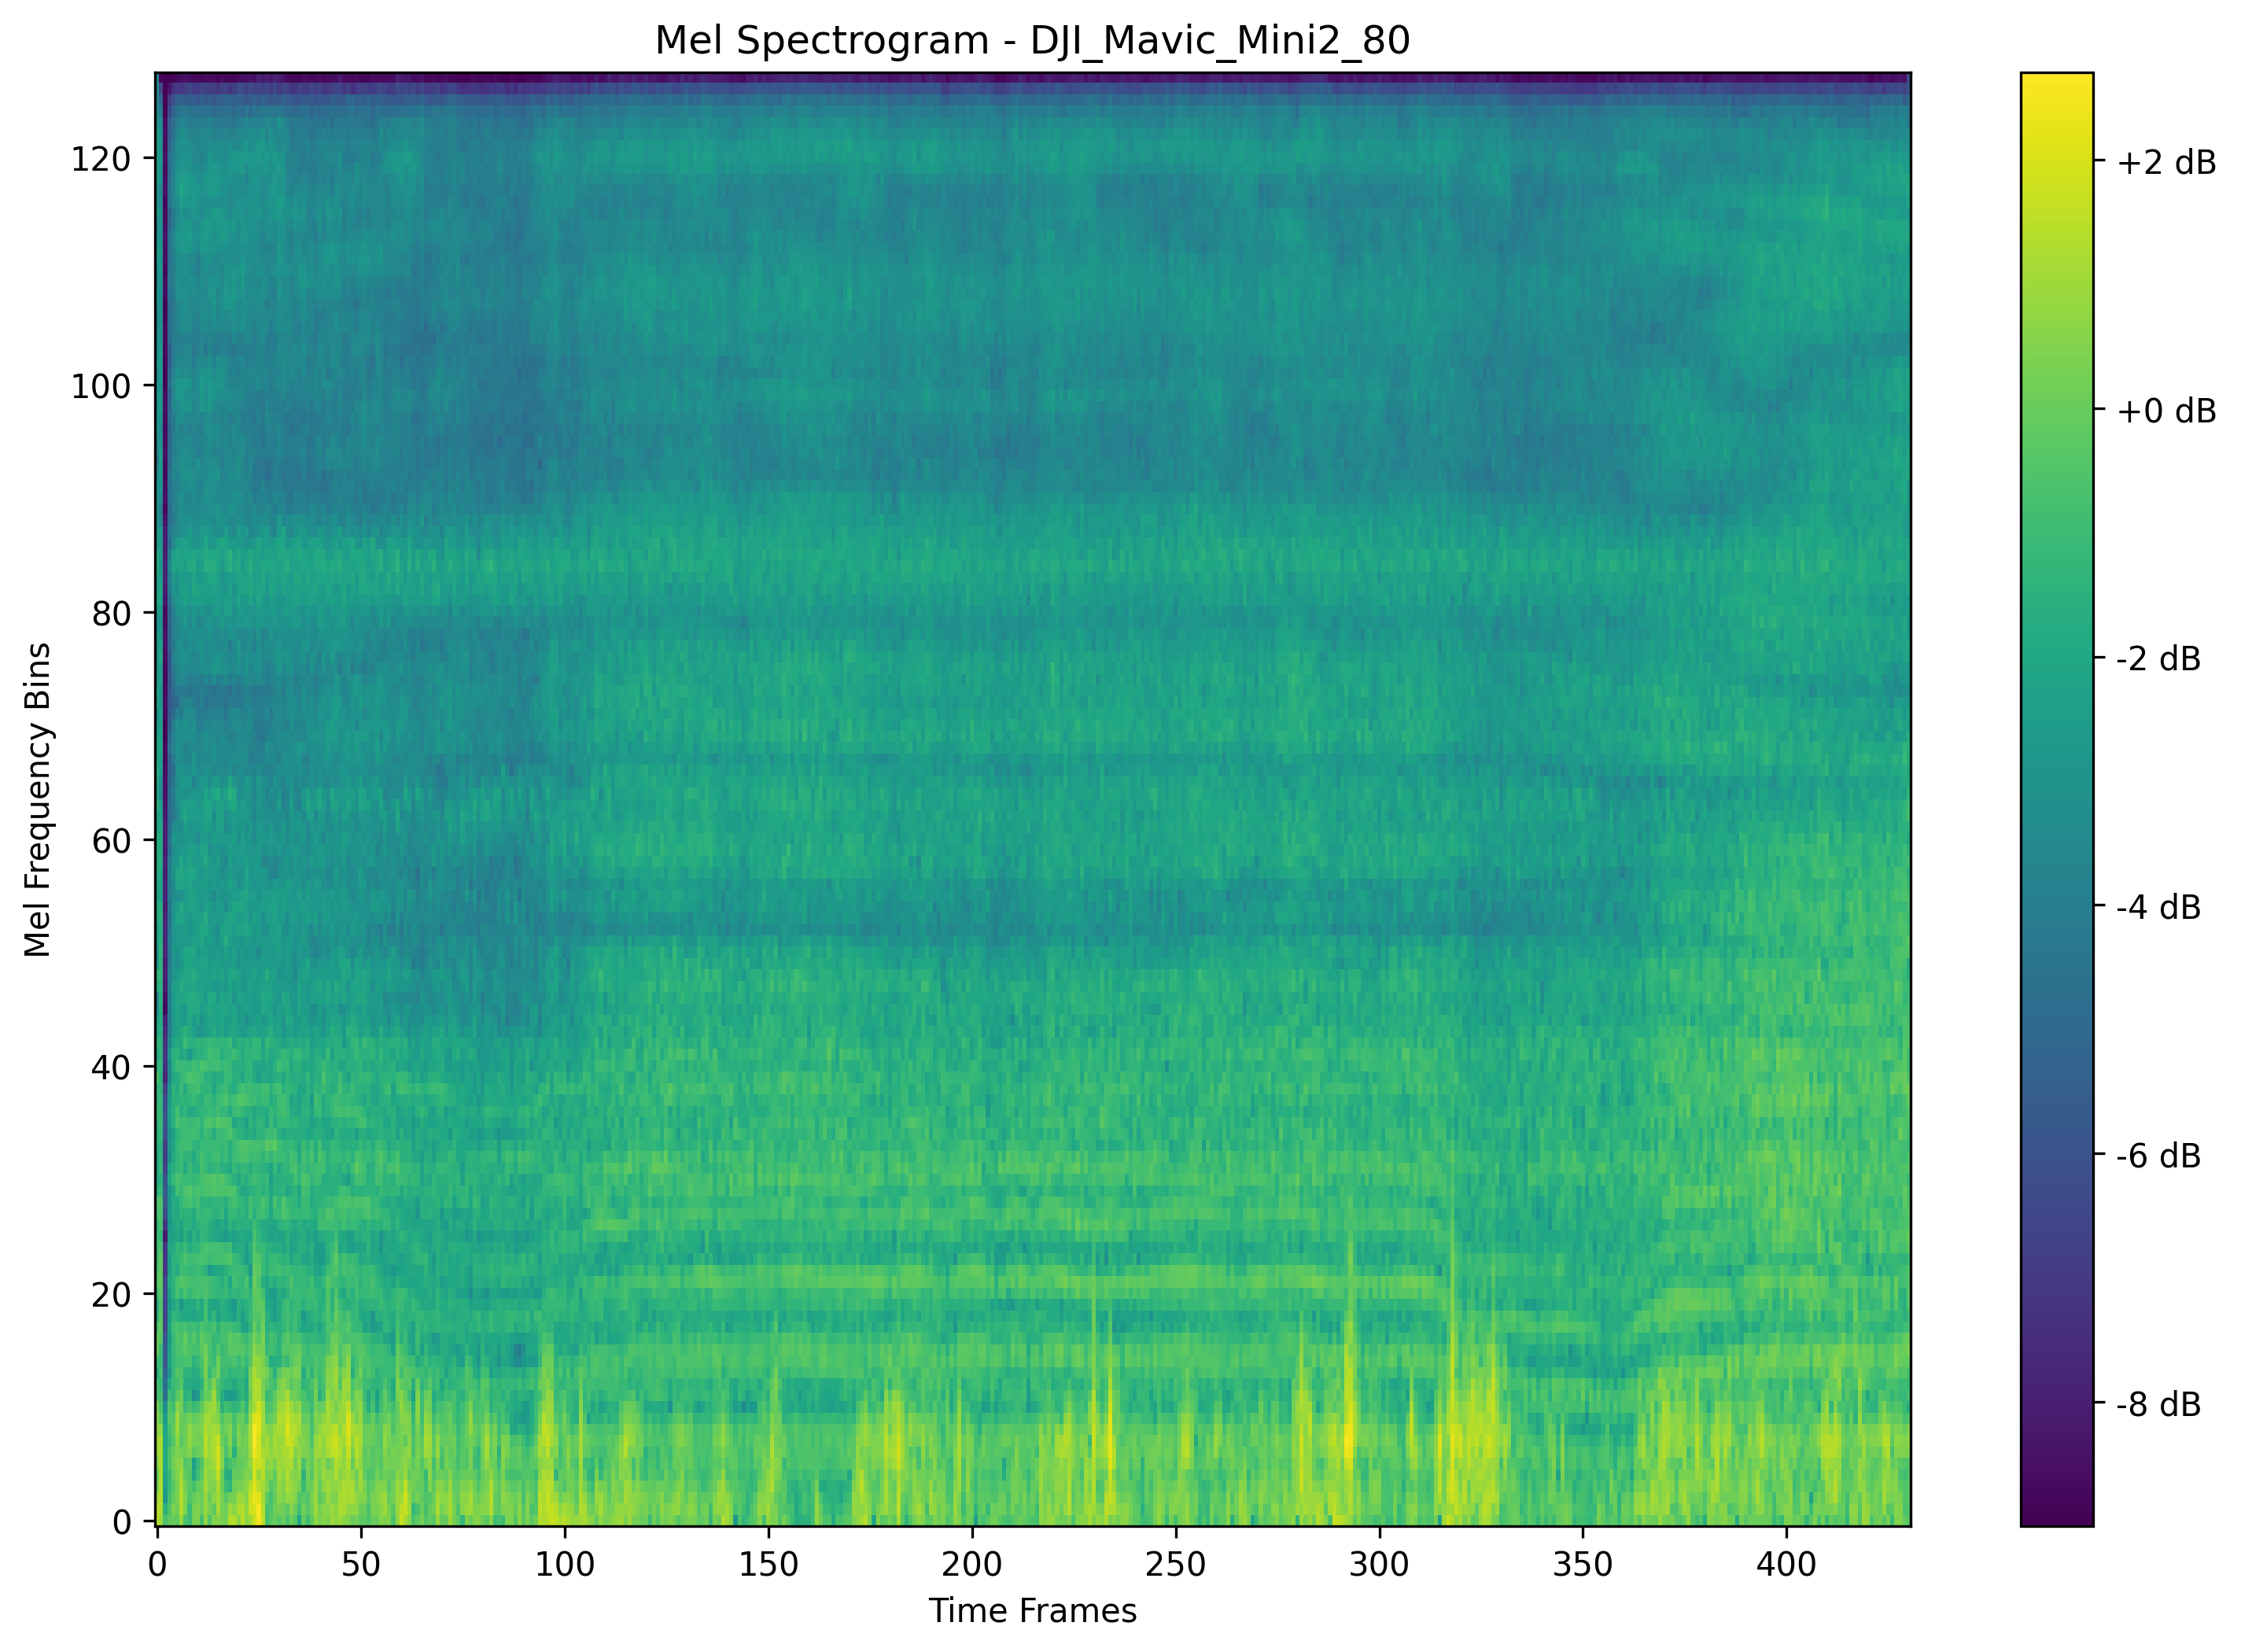 Mel Spectrogram - DJI_Mavic_Mini2_80
Mel Frequency Bins
120
100
80
60
40
20
0
0 50 100 150 200 250 300 350 400
Time Frames
+2 dB
+0 dB
-2 dB
-4 dB
-6 dB
-8 dB